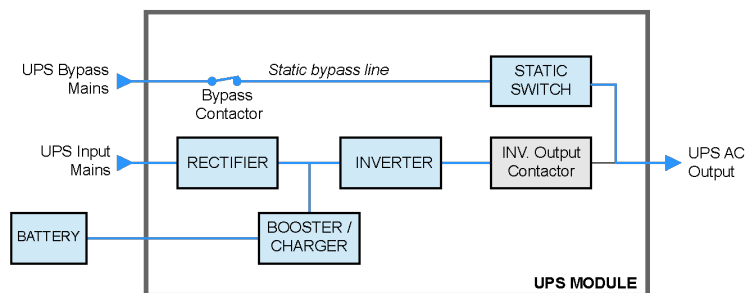 UPS Bypass
Mains
Static bypass line
Bypass
Contactor
STATIC
SWITCH
UPS Input
Mains
RECTIFIER
INVERTER
INV. Output
Contactor
UPS AC
Output
BATTERY
BOOSTER /
CHARGER
UPS MODULE